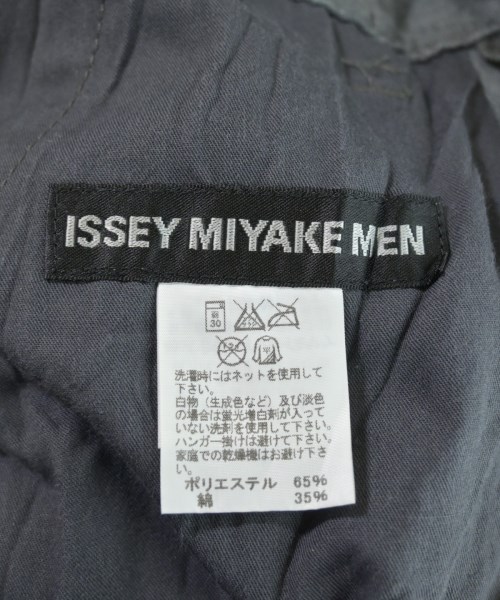 ISSEY MIYAKE MEN
弱
30
洗濯時にはネットを使用して
下さい。
白物（生成色など）及び淡色
の場合は蛍光増白剤が入って
いない洗剤を使用して下さい。
ハンガー掛けは避けて下さい。
家庭での乾燥機はお避け下さい。
ポリエステル 65%
綿 35%